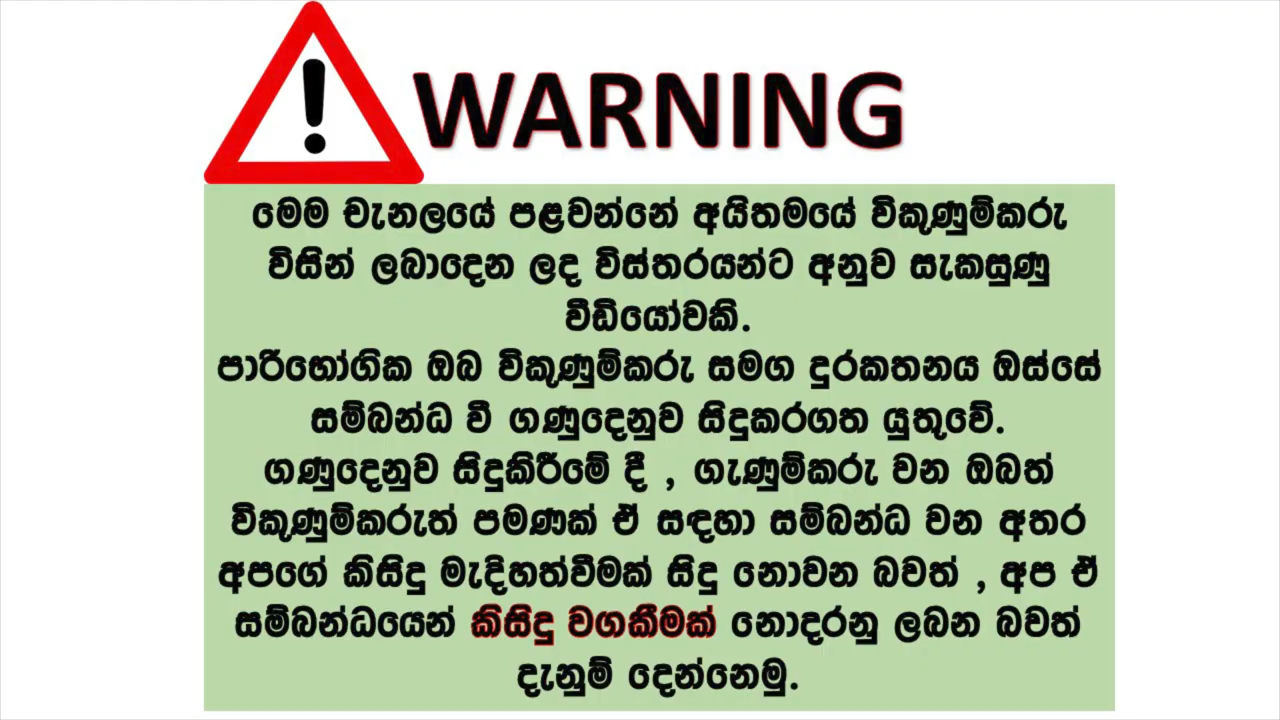 WARNING
මෙම චැනලයේ පළවන්නේ අයිතමයේ විකුණුම්කරු
විසින් ලබාදෙන ලද විස්තරයන්ට අනුව සැකසුණු
වීඩියෝවකි.
පාරිභෝගික ඔබ විකුණුම්කරු සමග දුරකතනය ඔස්සේ
සම්බන්ධ වී ගණුදෙනුව සිදුකරගත යුතුවේ.
ගණුදෙනුව සිදුකිරීමේ දී , ගැණුම්කරු වන ඔබත්
විකුණුම්කරුත් පමණක් ඒ සඳහා සම්බන්ධ වන අතර
අපගේ කිසිදු මැදිහත්වීමක් සිදු නොවන බවත් , අප ඒ
සම්බන්ධයෙන් කිසිදු වගකීමක් නොදරනු ලබන බවත්
දැනුම් දෙන්නෙමු.